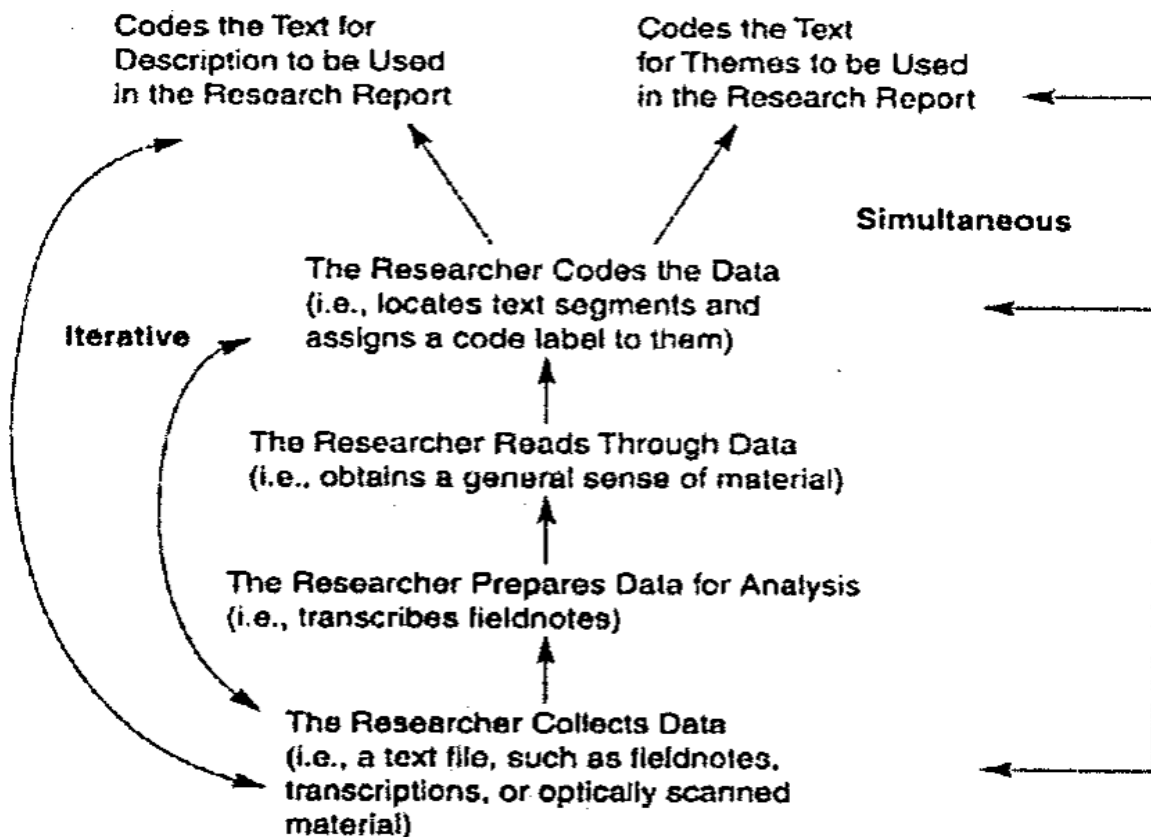 Codes the Text for
Description to be Used
in the Research Report
Codes the Text
for Themes to be Used
in the Research Report
Simultaneous
The Researcher Codes the Data
(i.e., locates text segments and
assigns a code label to them)
Iterative
The Researcher Reads Through Data
(i.e., obtains a general sense of material)
The Researcher Prepares Data for Analysis
(i.e., transcribes fieldnotes)
The Researcher Collects Data
(i.e., a text file, such as fieldnotes,
transcriptions, or optically scanned
material)